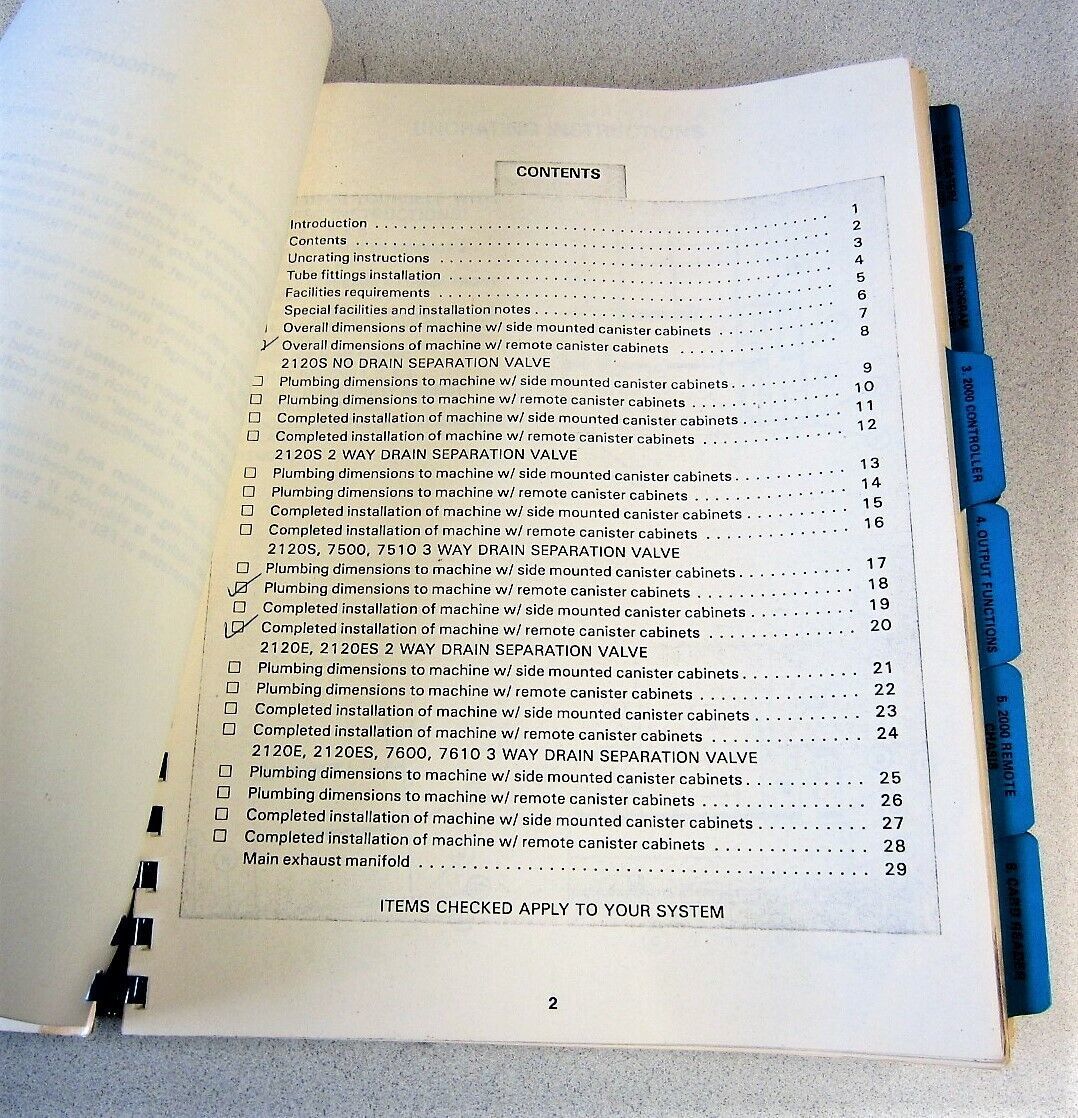 CONTENTS
Introduction . . . . . . . . . . 1
Contents . . . . . . . . . . 2
Uncrating instructions . . . . . . . . . . 3
Tube fittings installation . . . . . . . . . . 4
Facilities requirements . . . . . . . . . . 5
Special facilities and installation notes . . . . . . . . . . 6
Overall dimensions of machine w/ side mounted canister cabinets . . . . . . . . . . 7
✓ Overall dimensions of machine w/ remote canister cabinets . . . . . . . . . . 8
2120S NO DRAIN SEPARATION VALVE
☐ Plumbing dimensions to machine w/ side mounted canister cabinets . . . . . . . . . . 9
☐ Plumbing dimensions to machine w/ remote canister cabinets . . . . . . . . . . 10
☐ Completed installation of machine w/ side mounted canister cabinets . . . . . . . . . . 11
☐ Completed installation of machine w/ remote canister cabinets . . . . . . . . . . 12
2120S 2 WAY DRAIN SEPARATION VALVE
☐ Plumbing dimensions to machine w/ side mounted canister cabinets . . . . . . . . . . 13
☐ Plumbing dimensions to machine w/ remote canister cabinets . . . . . . . . . . 14
☐ Completed installation of machine w/ side mounted canister cabinets . . . . . . . . . . 15
☐ Completed installation of machine w/ remote canister cabinets . . . . . . . . . . 16
2120S, 7500, 7510 3 WAY DRAIN SEPARATION VALVE
☐ Plumbing dimensions to machine w/ side mounted canister cabinets . . . . . . . . . . 17
☑ Plumbing dimensions to machine w/ remote canister cabinets . . . . . . . . . . 18
☐ Completed installation of machine w/ side mounted canister cabinets . . . . . . . . . . 19
☑ Completed installation of machine w/ remote canister cabinets . . . . . . . . . . 20
2120E, 2120ES 2 WAY DRAIN SEPARATION VALVE
☐ Plumbing dimensions to machine w/ side mounted canister cabinets . . . . . . . . . . 21
☐ Plumbing dimensions to machine w/ remote canister cabinets . . . . . . . . . . 22
☐ Completed installation of machine w/ side mounted canister cabinets . . . . . . . . . . 23
☐ Completed installation of machine w/ remote canister cabinets . . . . . . . . . . 24
2120E, 2120ES, 7600, 7610 3 WAY DRAIN SEPARATION VALVE
☐ Plumbing dimensions to machine w/ side mounted canister cabinets . . . . . . . . . . 25
☐ Plumbing dimensions to machine w/ remote canister cabinets . . . . . . . . . . 26
☐ Completed installation of machine w/ side mounted canister cabinets . . . . . . . . . . 27
☐ Completed installation of machine w/ remote canister cabinets . . . . . . . . . . 28
Main exhaust manifold . . . . . . . . . . 29
ITEMS CHECKED APPLY TO YOUR SYSTEM
2
PROGRAM
3. 2000 CONTROLLER
4. OUTPUT FUNCTIONS
5. 2000 REMOTE
CHASIS
6. CARD READER